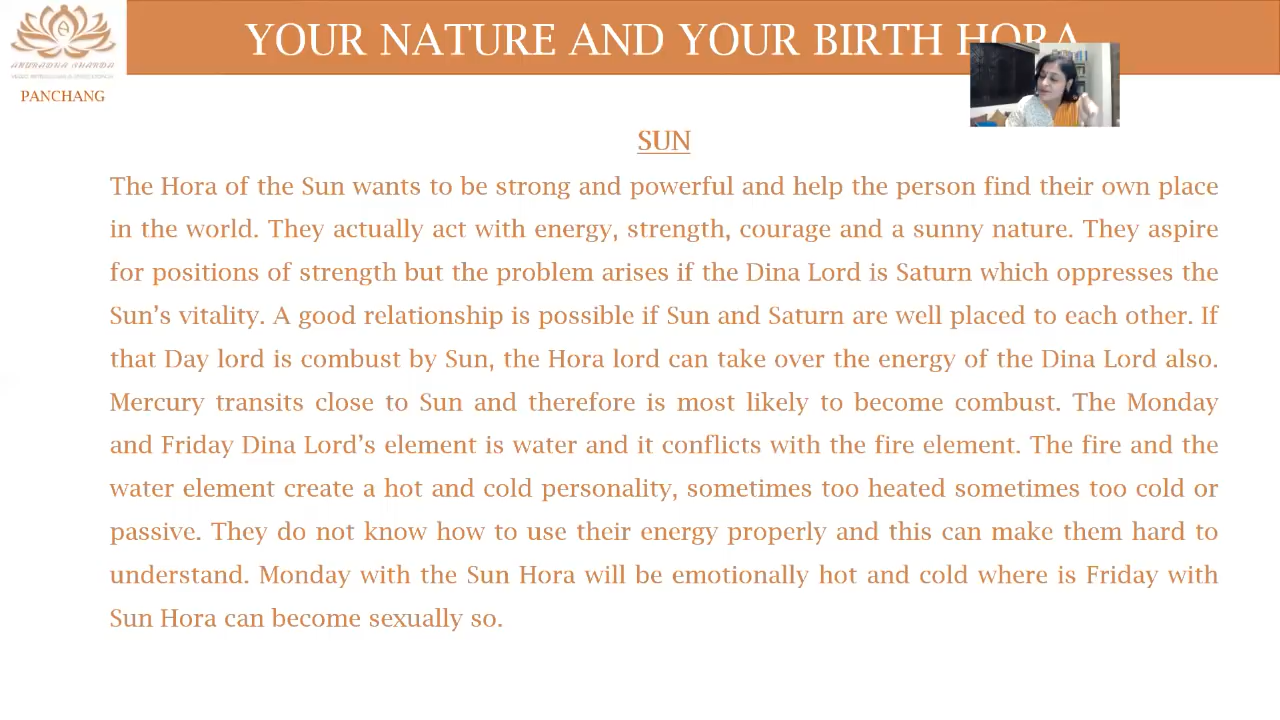 YOUR NATURE AND YOUR BIRTH HORA
PANCHANG
SUN
The Hora of the Sun wants to be strong and powerful and help the person find their own place
in the world. They actually act with energy, strength, courage and a sunny nature. They aspire
for positions of strength but the problem arises if the Dina Lord is Saturn which oppresses the
Sun's vitality. A good relationship is possible if Sun and Saturn are well placed to each other. If
that Day lord is combust by Sun, the Hora lord can take over the energy of the Dina Lord also.
Mercury transits close to Sun and therefore is most likely to become combust. The Monday
and Friday Dina Lord's element is water and it conflicts with the fire element. The fire and the
water element create a hot and cold personality, sometimes too heated sometimes too cold or
passive. They do not know how to use their energy properly and this can make them hard to
understand. Monday with the Sun Hora will be emotionally hot and cold where is Friday with
Sun Hora can become sexually so.